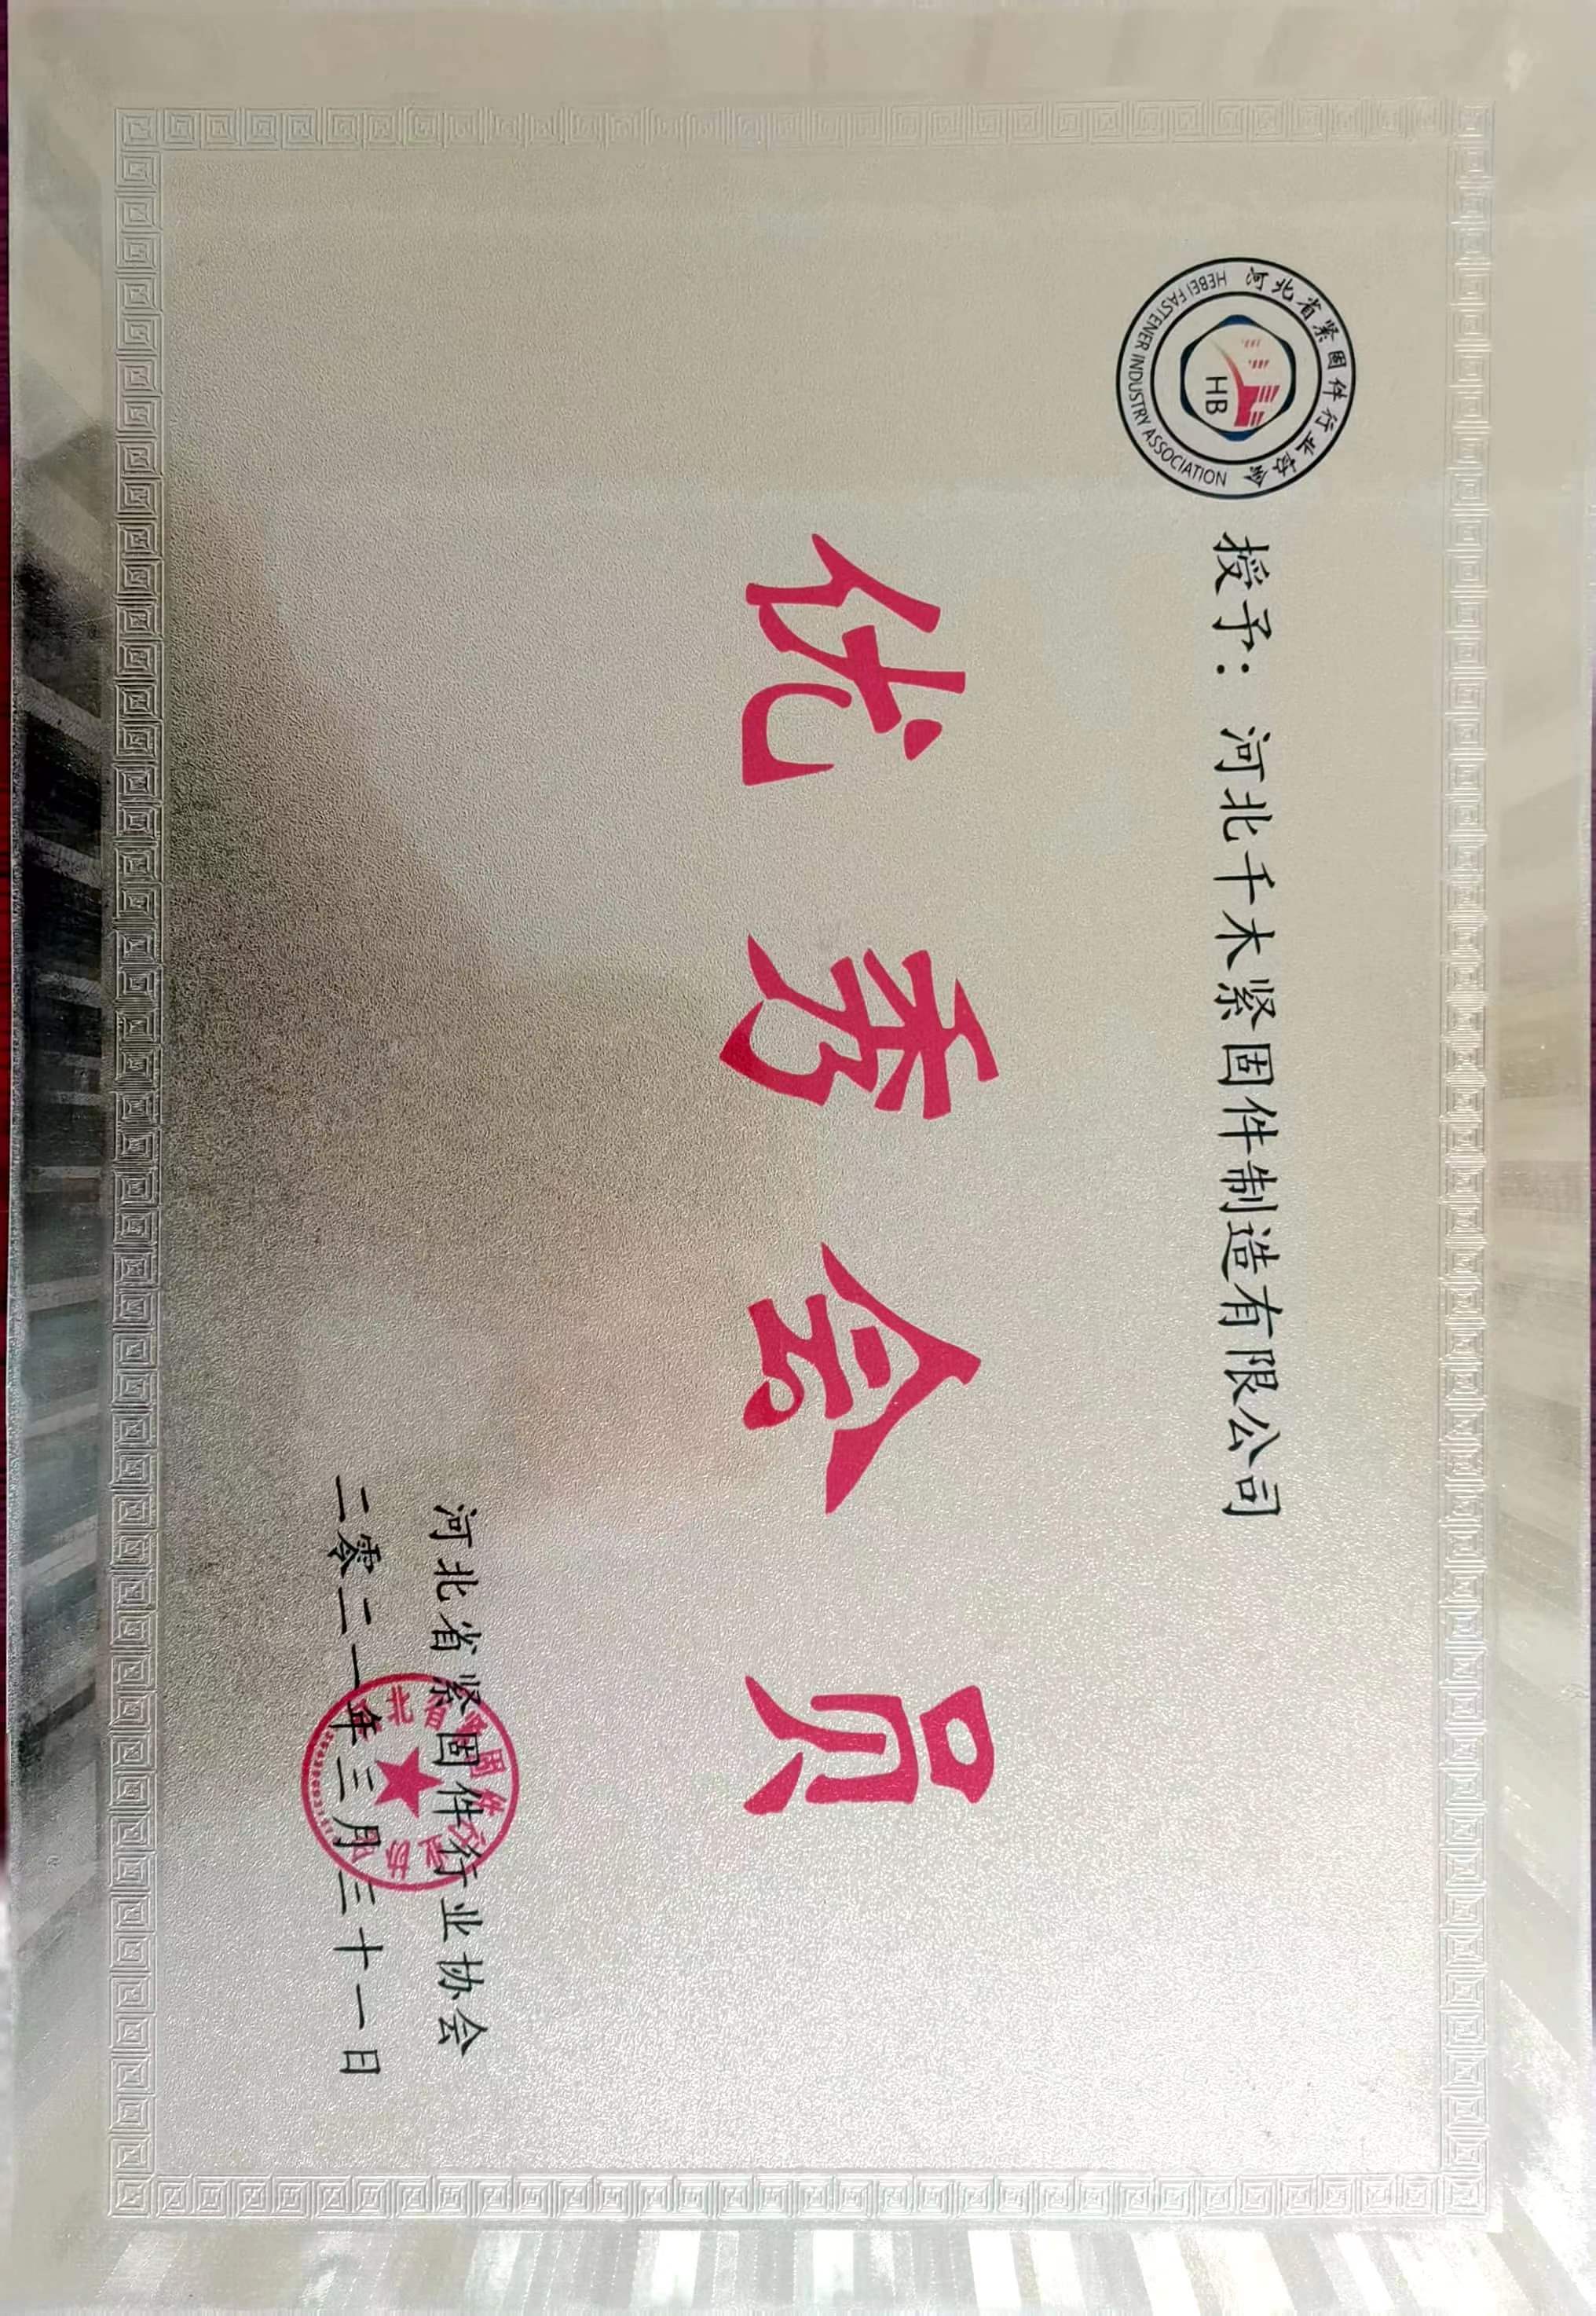 河北省紧固件行业协会
HEBEI FASTENER INDUSTRY ASSOCIATION
HB
授予：河北千木紧固件制造有限公司
优秀会员
河北省紧固件行业协会
二零二一年三月三十一日